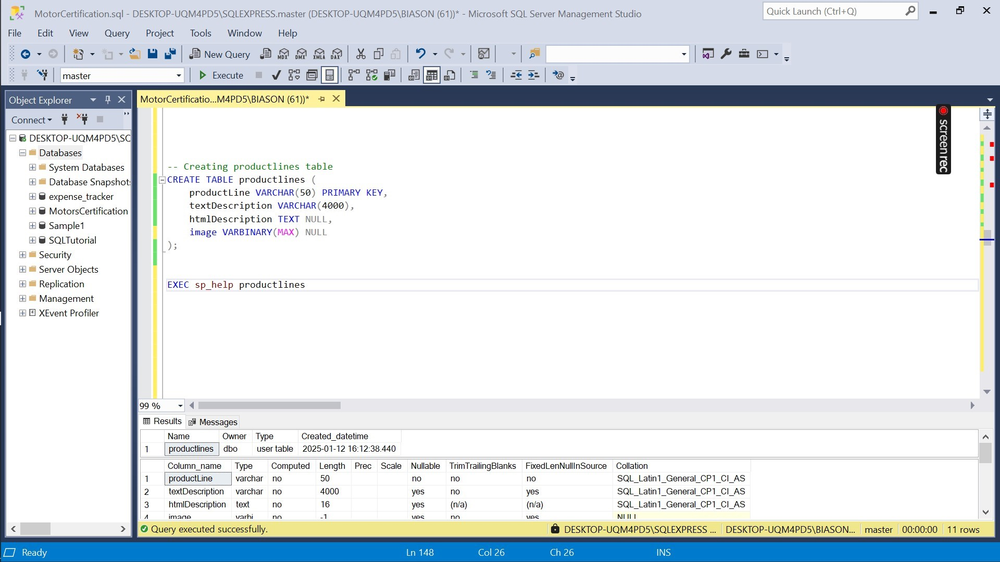 MotorCertification.sql - DESKTOP-UQM4PD5\SQLEXPRESS.master (DESKTOP-UQM4PD5\BIASON (61))* - Microsoft SQL Server Management Studio
Quick Launch (Ctrl+Q)
File Edit View Query Project Tools Window Help
New Query MDX DMX XMLA DAX
master Execute
Object Explorer
MotorCertificatio...M4PD5\BIASON (61))*
Connect
DESKTOP-UQM4PD5\SC
Databases
System Databases
Database Snapshot
expense_tracker
MotorsCertification
Sample1
SQLTutorial
Security
Server Objects
Replication
Management
XEvent Profiler
-- Creating productlines table
CREATE TABLE productlines (
productLine VARCHAR(50) PRIMARY KEY,
textDescription VARCHAR(4000),
htmlDescription TEXT NULL,
image VARBINARY(MAX) NULL
);
EXEC sp_help productlines
screenrec
99 %
Results Messages
Name Owner Type Created_datetime
1 productlines dbo user table 2025-01-12 16:12:38.440
Column_name Type Computed Length Prec Scale Nullable TrimTrailingBlanks FixedLenNullInSource Collation
1 productLine varchar no 50 no no no SQL_Latin1_General_CP1_CI_AS
2 textDescription varchar no 4000 yes no yes SQL_Latin1_General_CP1_CI_AS
3 htmlDescription text no 16 yes (n/a) (n/a) SQL_Latin1_General_CP1_CI_AS
4 image varbi... no -1 yes no yes NULL
Query executed successfully.
DESKTOP-UQM4PD5\SQLEXPRESS ... DESKTOP-UQM4PD5\BIASON... master 00:00:00 11 rows
Ready Ln 148 Col 26 Ch 26 INS